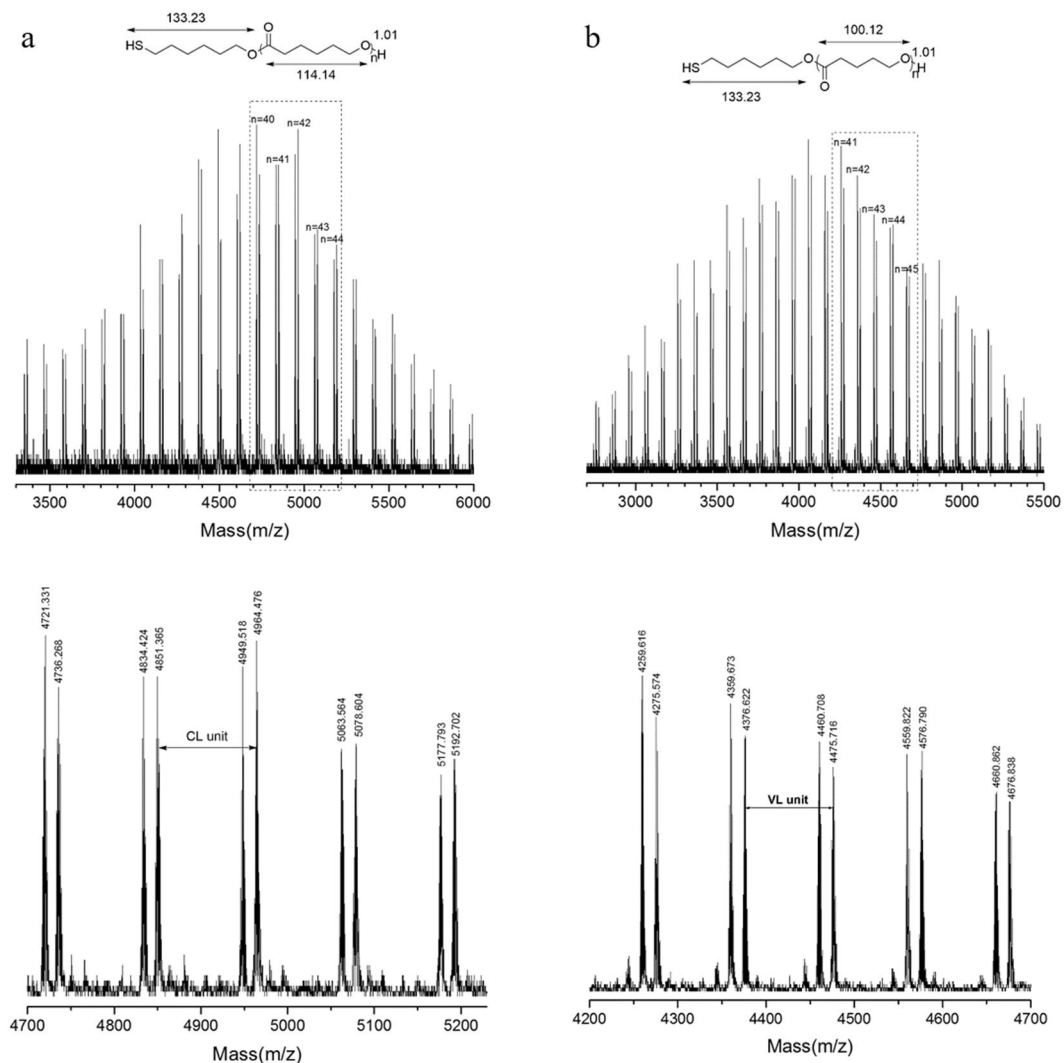 a
133.23
HS
O
O
O
n
H
1.01
114.14
n=40
n=42
n=41
n=43
n=44
3500 4000 4500 5000 5500 6000
Mass(m/z)
b
100.12
HS
O
O
O
n
H
1.01
133.23
n=41
n=42
n=43
n=44
n=45
3000 3500 4000 4500 5000 5500
Mass(m/z)
4721.331
4736.268
4834.424
4851.365
4949.518
4964.476
5063.564
5078.604
5177.793
5192.702
CL unit
4700 4800 4900 5000 5100 5200
Mass(m/z)
4259.616
4275.574
4359.673
4376.622
4460.708
4475.716
4559.822
4576.790
4660.862
4676.838
VL unit
4200 4300 4400 4500 4600 4700
Mass(m/z)